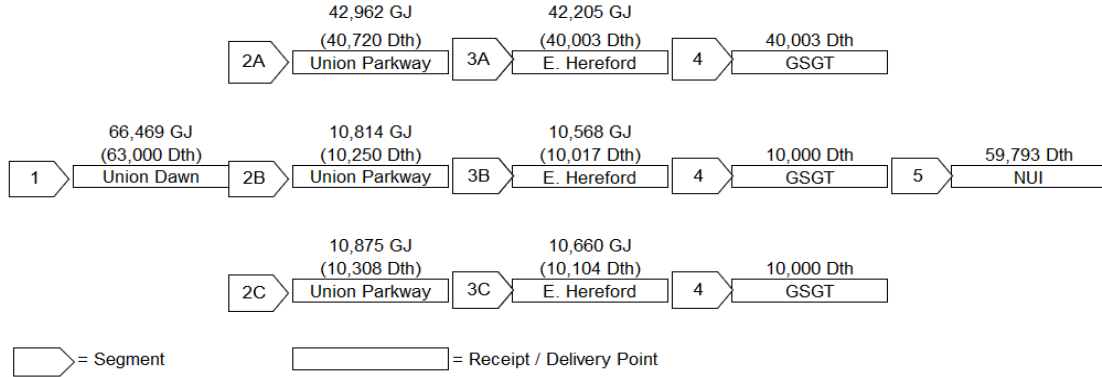 42,962 GJ 42,205 GJ
(40,720 Dth) (40,003 Dth) 40,003 Dth
2A Union Parkway 3A E. Hereford 4 GSGT
66,469 GJ 10,814 GJ 10,568 GJ
(63,000 Dth) (10,250 Dth) (10,017 Dth) 10,000 Dth 59,793 Dth
1 Union Dawn 2B Union Parkway 3B E. Hereford 4 GSGT 5 NUI
10,875 GJ 10,660 GJ
(10,308 Dth) (10,104 Dth) 10,000 Dth
2C Union Parkway 3C E. Hereford 4 GSGT
= Segment = Receipt / Delivery Point